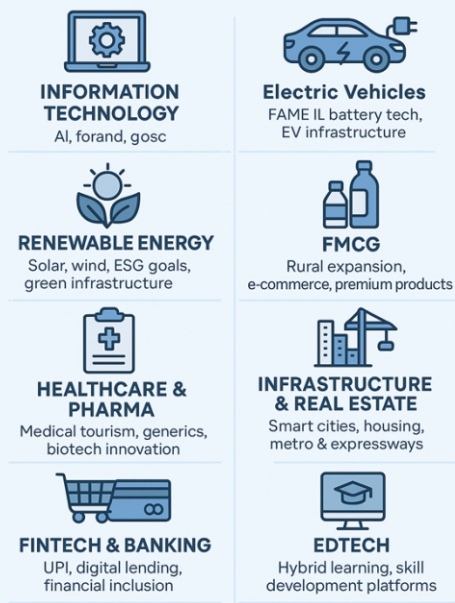 INFORMATION
TECHNOLOGY
AI, forand, gosc
Electric Vehicles
FAME IL battery tech,
EV infrastructure
RENEWABLE ENERGY
Solar, wind, ESG goals,
green infrastructure
FMCG
Rural expansion,
e-commerce, premium products
HEALTHCARE &
PHARMA
Medical tourism, generics,
biotech innovation
INFRASTRUCTURE
& REAL ESTATE
Smart cities, housing,
metro & expressways
FINTECH & BANKING
UPI, digital lending,
financial inclusion
EDTECH
Hybrid learning, skill
development platforms